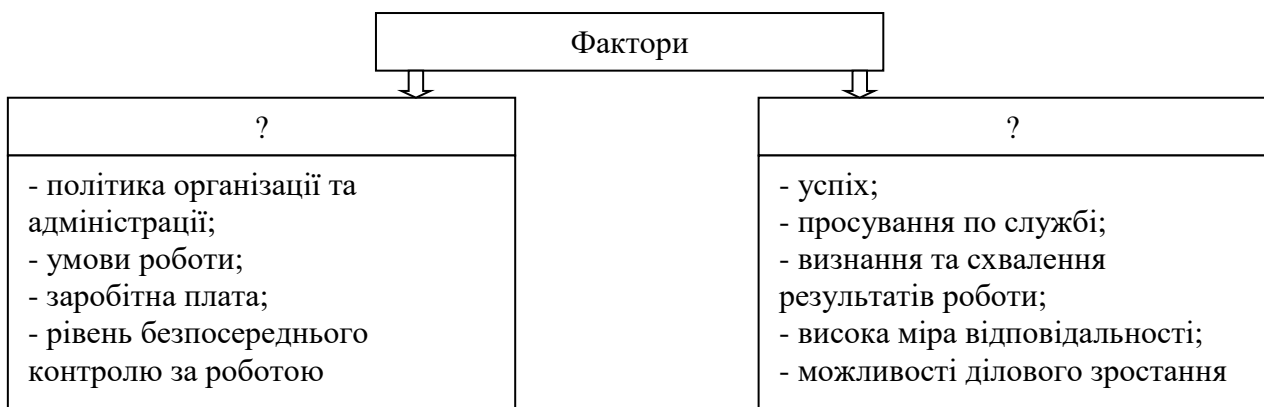 Фактори
?
- політика організації та
адміністрації;
- умови роботи;
- заробітна плата;
- рівень безпосереднього
контролю за роботою
?
- успіх;
- просування по службі;
- визнання та схвалення
результатів роботи;
- висока міра відповідальності;
- можливості ділового зростання